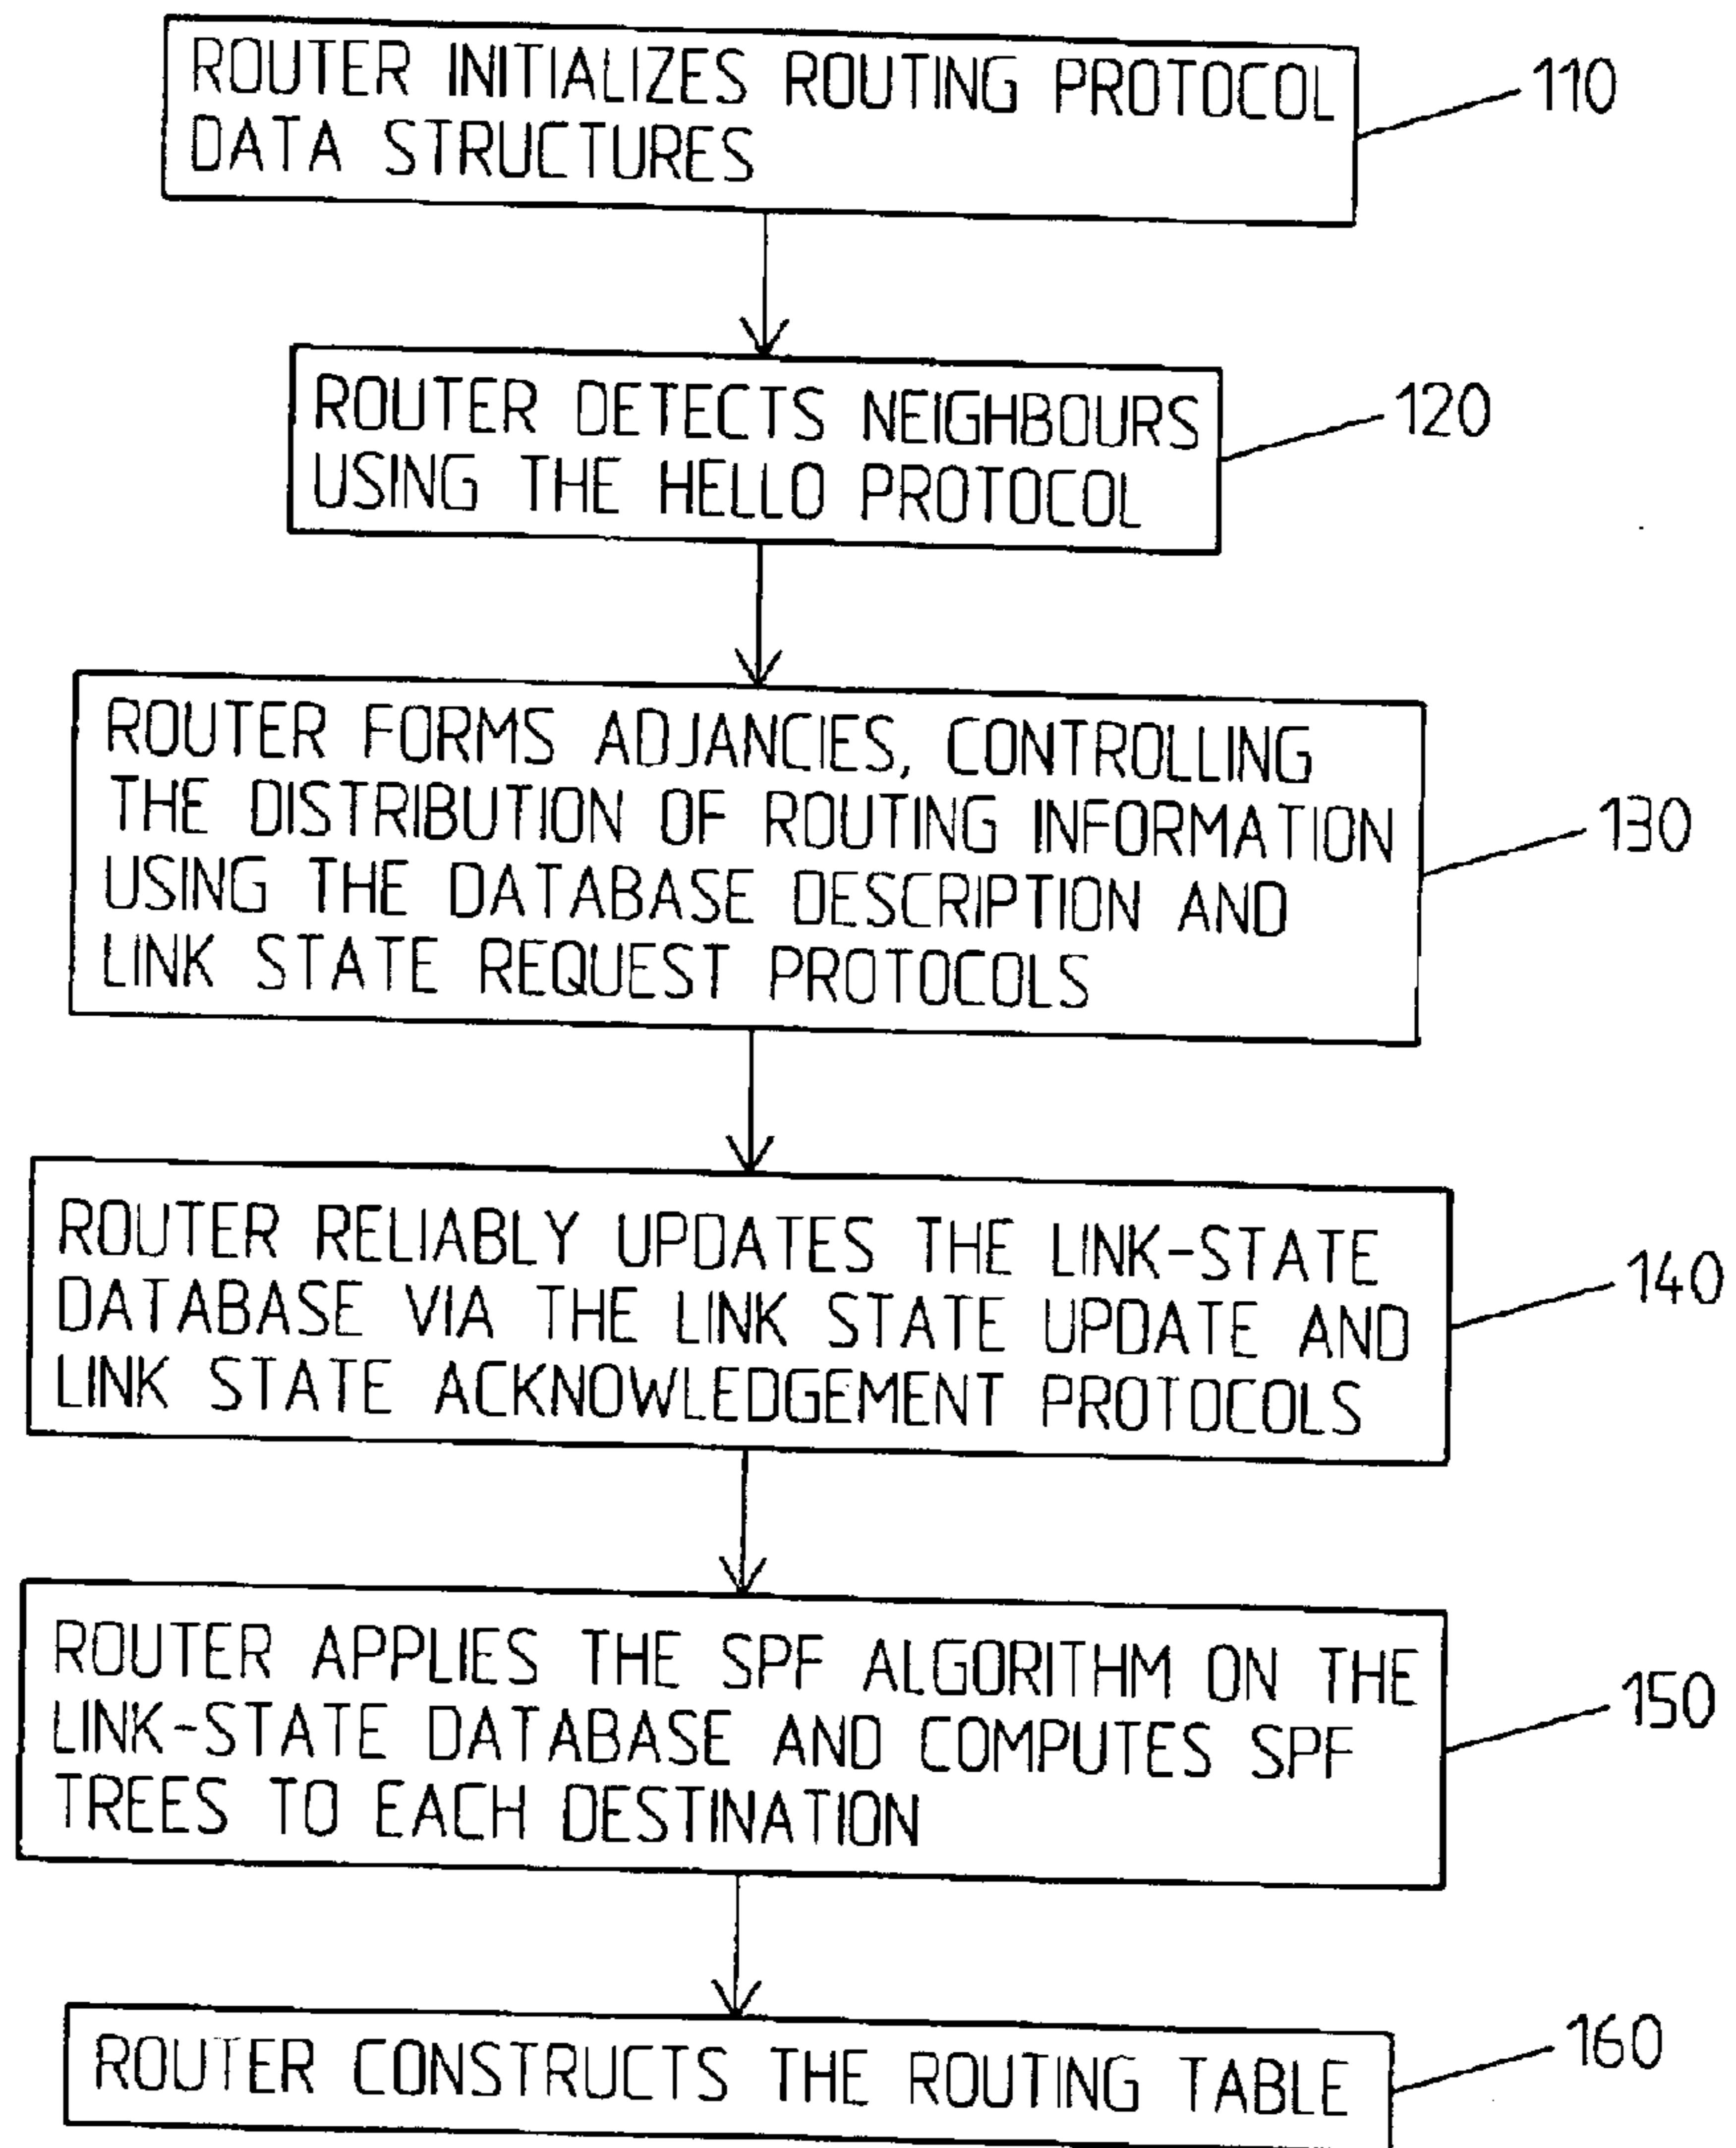 ROUTER INITIALIZES ROUTING PROTOCOL
DATA STRUCTURES
110
ROUTER DETECTS NEIGHBOURS
USING THE HELLO PROTOCOL
120
ROUTER FORMS ADJANCIES, CONTROLLING
THE DISTRIBUTION OF ROUTING INFORMATION
USING THE DATABASE DESCRIPTION AND
LINK STATE REQUEST PROTOCOLS
130
ROUTER RELIABLY UPDATES THE LINK-STATE
DATABASE VIA THE LINK STATE UPDATE AND
LINK STATE ACKNOWLEDGEMENT PROTOCOLS
140
ROUTER APPLIES THE SPF ALGORITHM ON THE
LINK-STATE DATABASE AND COMPUTES SPF
TREES TO EACH DESTINATION
150
ROUTER CONSTRUCTS THE ROUTING TABLE
160